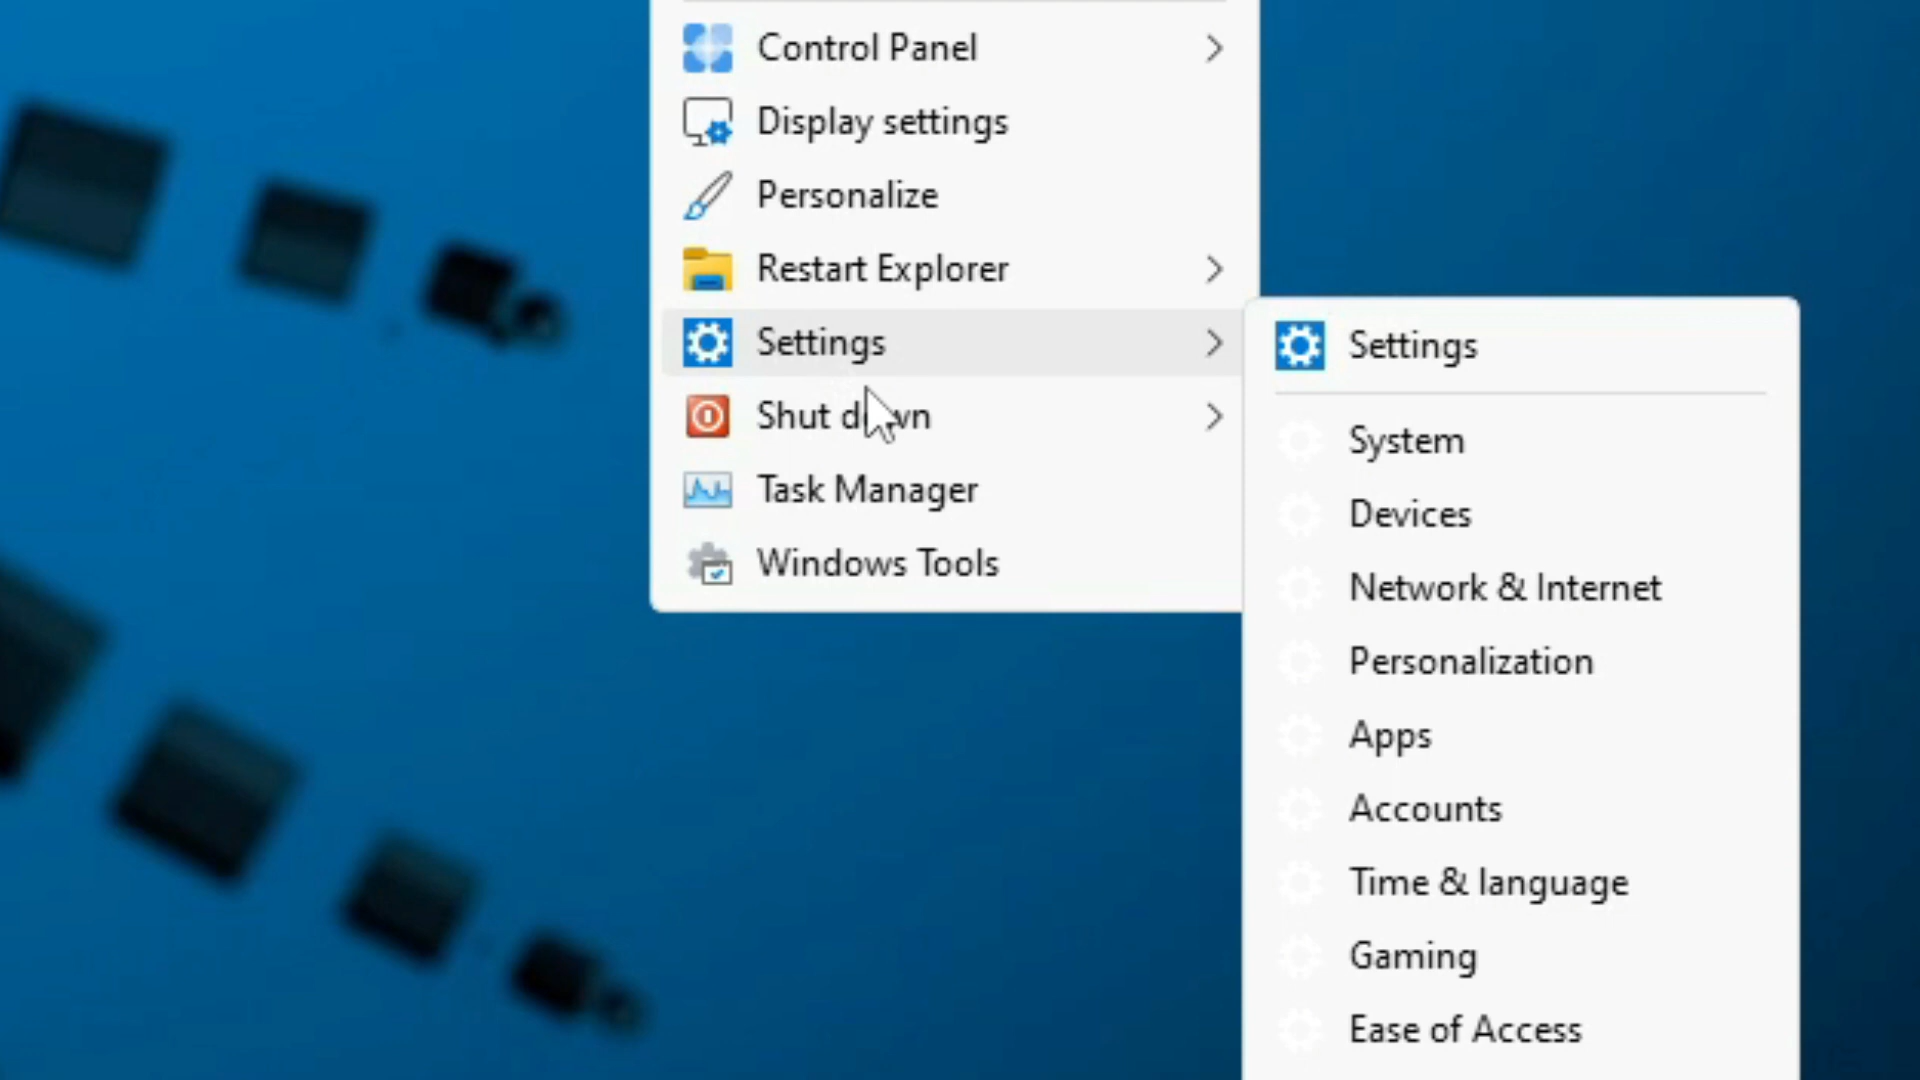 Control Panel
Display settings
Personalize
Restart Explorer
Settings
Shut down
Task Manager
Windows Tools
Settings
System
Devices
Network & Internet
Personalization
Apps
Accounts
Time & language
Gaming
Ease of Access